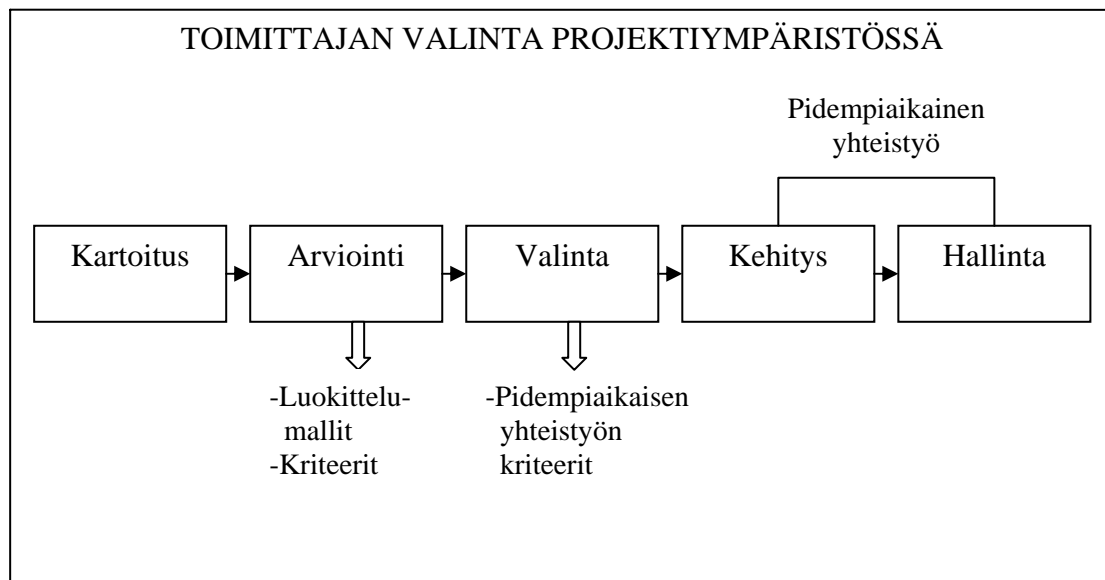 TOIMITTAJAN VALINTA PROJEKTIYMPÄRISTÖSSÄ
Pidempiaikainen
yhteistyö
Kartoitus
Arviointi
Valinta
Kehitys
Hallinta
-Luokittelu-
mallit
-Kriteerit
-Pidempiaikaisen
yhteistyön
kriteerit